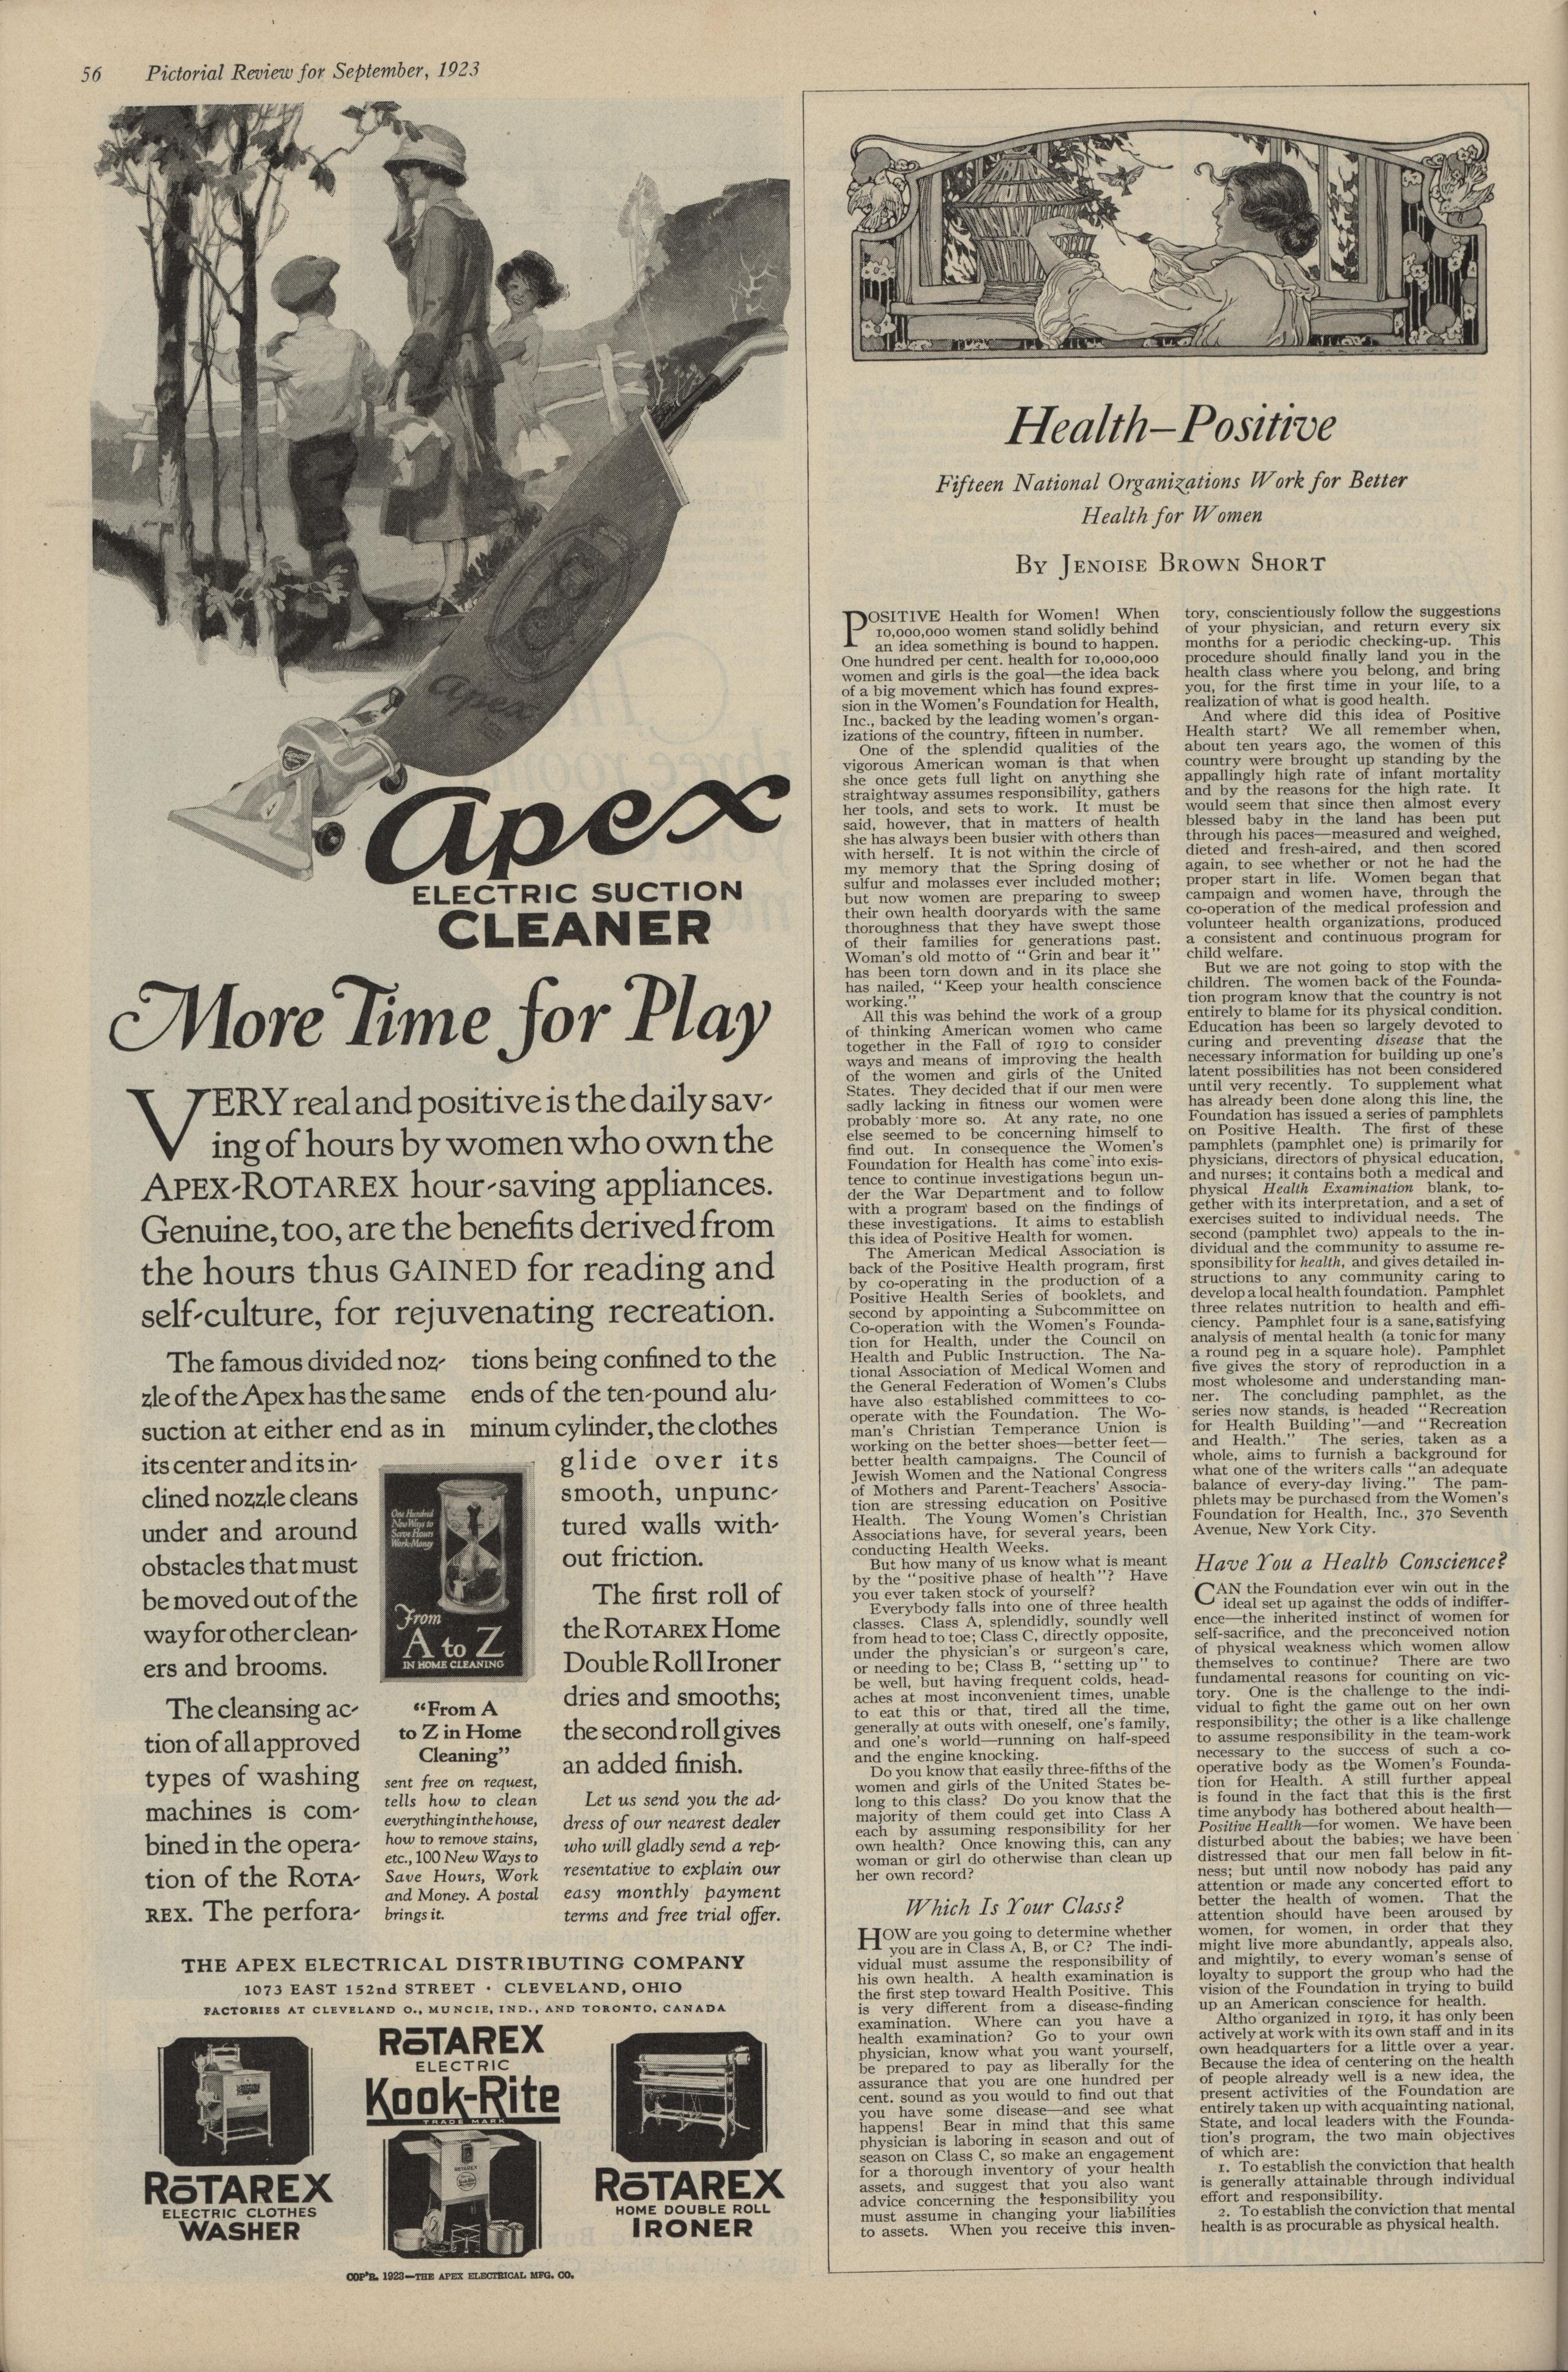 56 Pictorial Review for September, 1923
apex
apex
ELECTRIC SUCTION
CLEANER
More Time for Play
VERY real and positive is the daily sav-
ing of hours by women who own the
APEX-ROTAREX hour-saving appliances.
Genuine, too, are the benefits derived from
the hours thus GAINED for reading and
self-culture, for rejuvenating recreation.
The famous divided noz-
zle of the Apex has the same
suction at either end as in
its center and its in-
clined nozzle cleans
under and around
obstacles that must
be moved out of the
way for other clean-
ers and brooms.
The cleansing ac-
tion of all approved
types of washing
machines is com-
bined in the opera-
tion of the ROTA-
REX. The perfora-
One Hundred
New Ways to
Save Hours
Work-Money
From
A to Z
IN HOME CLEANING
"From A
to Z in Home
Cleaning"
sent free on request,
tells how to clean
everything in the house,
how to remove stains,
etc., 100 New Ways to
Save Hours, Work
and Money. A postal
brings it.
tions being confined to the
ends of the ten-pound alu-
minum cylinder, the clothes
glide over its
smooth, unpunc-
tured walls with-
out friction.
The first roll of
the ROTAREX Home
Double Roll Ironer
dries and smooths;
the second roll gives
an added finish.
Let us send you the ad-
dress of our nearest dealer
who will gladly send a rep-
resentative to explain our
easy monthly payment
terms and free trial offer.
THE APEX ELECTRICAL DISTRIBUTING COMPANY
1073 EAST 152nd STREET · CLEVELAND, OHIO
FACTORIES AT CLEVELAND O., MUNCIE, IND., AND TORONTO, CANADA
RōTAREX
ELECTRIC CLOTHES
WASHER
RōTAREX
ELECTRIC
Kook-Rite
TRADE MARK
RōTAREX
HOME DOUBLE ROLL
IRONER
COP'R. 1923—THE APEX ELECTRICAL MFG. CO.
Health–Positive
Fifteen National Organizations Work for Better
Health for Women
BY JENOISE BROWN SHORT
POSITIVE Health for Women! When
10,000,000 women stand solidly behind
an idea something is bound to happen.
One hundred per cent. health for 10,000,000
women and girls is the goal—the idea back
of a big movement which has found expres-
sion in the Women's Foundation for Health,
Inc., backed by the leading women's organ-
izations of the country, fifteen in number.
One of the splendid qualities of the
vigorous American woman is that when
she once gets full light on anything she
straightway assumes responsibility, gathers
her tools, and sets to work. It must be
said, however, that in matters of health
she has always been busier with others than
with herself. It is not within the circle of
my memory that the Spring dosing of
sulfur and molasses ever included mother;
but now women are preparing to sweep
their own health dooryards with the same
thoroughness that they have swept those
of their families for generations past.
Woman's old motto of "Grin and bear it"
has been torn down and in its place she
has nailed, "Keep your health conscience
working."
All this was behind the work of a group
of thinking American women who came
together in the Fall of 1919 to consider
ways and means of improving the health
of the women and girls of the United
States. They decided that if our men were
sadly lacking in fitness our women were
probably more so. At any rate, no one
else seemed to be concerning himself to
find out. In consequence the Women's
Foundation for Health has come into exis-
tence to continue investigations begun un-
der the War Department and to follow
with a program based on the findings of
these investigations. It aims to establish
this idea of Positive Health for women.
The American Medical Association is
back of the Positive Health program, first
by co-operating in the production of a
Positive Health Series of booklets, and
second by appointing a Subcommittee on
Co-operation with the Women's Founda-
tion for Health, under the Council on
Health and Public Instruction. The Na-
tional Association of Medical Women and
the General Federation of Women's Clubs
have also established committees to co-
operate with the Foundation. The Wo-
man's Christian Temperance Union is
working on the better shoes—better feet—
better health campaigns. The Council of
Jewish Women and the National Congress
of Mothers and Parent-Teachers' Associa-
tion are stressing education on Positive
Health. The Young Women's Christian
Associations have, for several years, been
conducting Health Weeks.
But how many of us know what is meant
by the "positive phase of health"? Have
you ever taken stock of yourself?
Everybody falls into one of three health
classes. Class A, splendidly, soundly well
from head to toe; Class C, directly opposite,
under the physician's or surgeon's care,
or needing to be; Class B, "setting up" to
be well, but having frequent colds, head-
aches at most inconvenient times, unable
to eat this or that, tired all the time,
generally at outs with oneself, one's family,
and one's world—running on half-speed
and the engine knocking.
Do you know that easily three-fifths of the
women and girls of the United States be-
long to this class? Do you know that the
majority of them could get into Class A
each by assuming responsibility for her
own health? Once knowing this, can any
woman or girl do otherwise than clean up
her own record?
Which Is Your Class?
HOW are you going to determine whether
you are in Class A, B, or C? The indi-
vidual must assume the responsibility of
his own health. A health examination is
the first step toward Health Positive. This
is very different from a disease-finding
examination. Where can you have a
health examination? Go to your own
physician, know what you want yourself,
be prepared to pay as liberally for the
assurance that you are one hundred per
cent. sound as you would to find out that
you have some disease—and see what
happens! Bear in mind that this same
physician is laboring in season and out of
season on Class C, so make an engagement
for a thorough inventory of your health
assets, and suggest that you also want
advice concerning the responsibility you
must assume in changing your liabilities
to assets. When you receive this inven-
tory, conscientiously follow the suggestions
of your physician, and return every six
months for a periodic checking-up. This
procedure should finally land you in the
health class where you belong, and bring
you, for the first time in your life, to a
realization of what is good health.
And where did this idea of Positive
Health start? We all remember when,
about ten years ago, the women of this
country were brought up standing by the
appallingly high rate of infant mortality
and by the reasons for the high rate. It
would seem that since then almost every
blessed baby in the land has been put
through his paces—measured and weighed,
dieted and fresh-aired, and then scored
again, to see whether or not he had the
proper start in life. Women began that
campaign and women have, through the
co-operation of the medical profession and
volunteer health organizations, produced
a consistent and continuous program for
child welfare.
But we are not going to stop with the
children. The women back of the Founda-
tion program know that the country is not
entirely to blame for its physical condition.
Education has been so largely devoted to
curing and preventing disease that the
necessary information for building up one's
latent possibilities has not been considered
until very recently. To supplement what
has already been done along this line, the
Foundation has issued a series of pamphlets
on Positive Health. The first of these
pamphlets (pamphlet one) is primarily for
physicians, directors of physical education,
and nurses; it contains both a medical and
physical Health Examination blank, to-
gether with its interpretation, and a set of
exercises suited to individual needs. The
second (pamphlet two) appeals to the in-
dividual and the community to assume re-
sponsibility for health, and gives detailed in-
structions to any community caring to
develop a local health foundation. Pamphlet
three relates nutrition to health and effi-
ciency. Pamphlet four is a sane, satisfying
analysis of mental health (a tonic for many
a round peg in a square hole). Pamphlet
five gives the story of reproduction in a
most wholesome and understanding man-
ner. The concluding pamphlet, as the
series now stands, is headed "Recreation
for Health Building"—and "Recreation
and Health." The series, taken as a
whole, aims to furnish a background for
what one of the writers calls "an adequate
balance of every-day living." The pam-
phlets may be purchased from the Women's
Foundation for Health, Inc., 370 Seventh
Avenue, New York City.
Have You a Health Conscience?
CAN the Foundation ever win out in the
ideal set up against the odds of indiffer-
ence—the inherited instinct of women for
self-sacrifice, and the preconceived notion
of physical weakness which women allow
themselves to continue? There are two
fundamental reasons for counting on vic-
tory. One is the challenge to the indi-
vidual to fight the game out on her own
responsibility; the other is a like challenge
to assume responsibility in the team-work
necessary to the success of such a co-
operative body as the Women's Founda-
tion for Health. A still further appeal
is found in the fact that this is the first
time anybody has bothered about health—
Positive Health—for women. We have been
disturbed about the babies; we have been
distressed that our men fall below in fit-
ness; but until now nobody has paid any
attention or made any concerted effort to
better the health of women. That the
attention should have been aroused by
women, for women, in order that they
might live more abundantly, appeals also,
and mightily, to every woman's sense of
loyalty to support the group who had the
vision of the Foundation in trying to build
up an American conscience for health.
Altho organized in 1919, it has only been
actively at work with its own staff and in its
own headquarters for a little over a year.
Because the idea of centering on the health
of people already well is a new idea, the
present activities of the Foundation are
entirely taken up with acquainting national,
State, and local leaders with the Founda-
tion's program, the two main objectives
of which are:
1. To establish the conviction that health
is generally attainable through individual
effort and responsibility.
2. To establish the conviction that mental
health is as procurable as physical health.